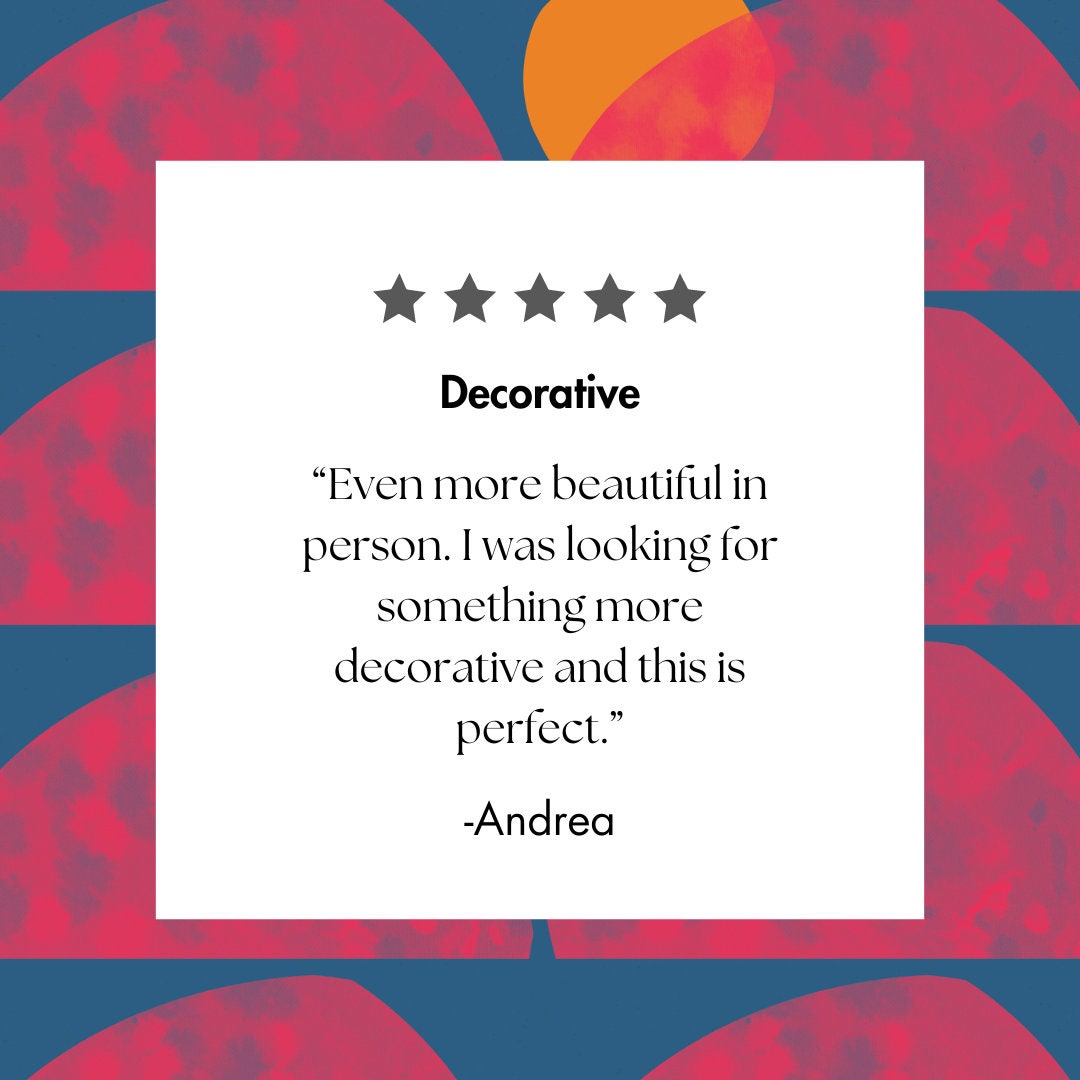 Decorative
“Even more beautiful in
person. I was looking for
something more
decorative and this is
perfect.”
-Andrea